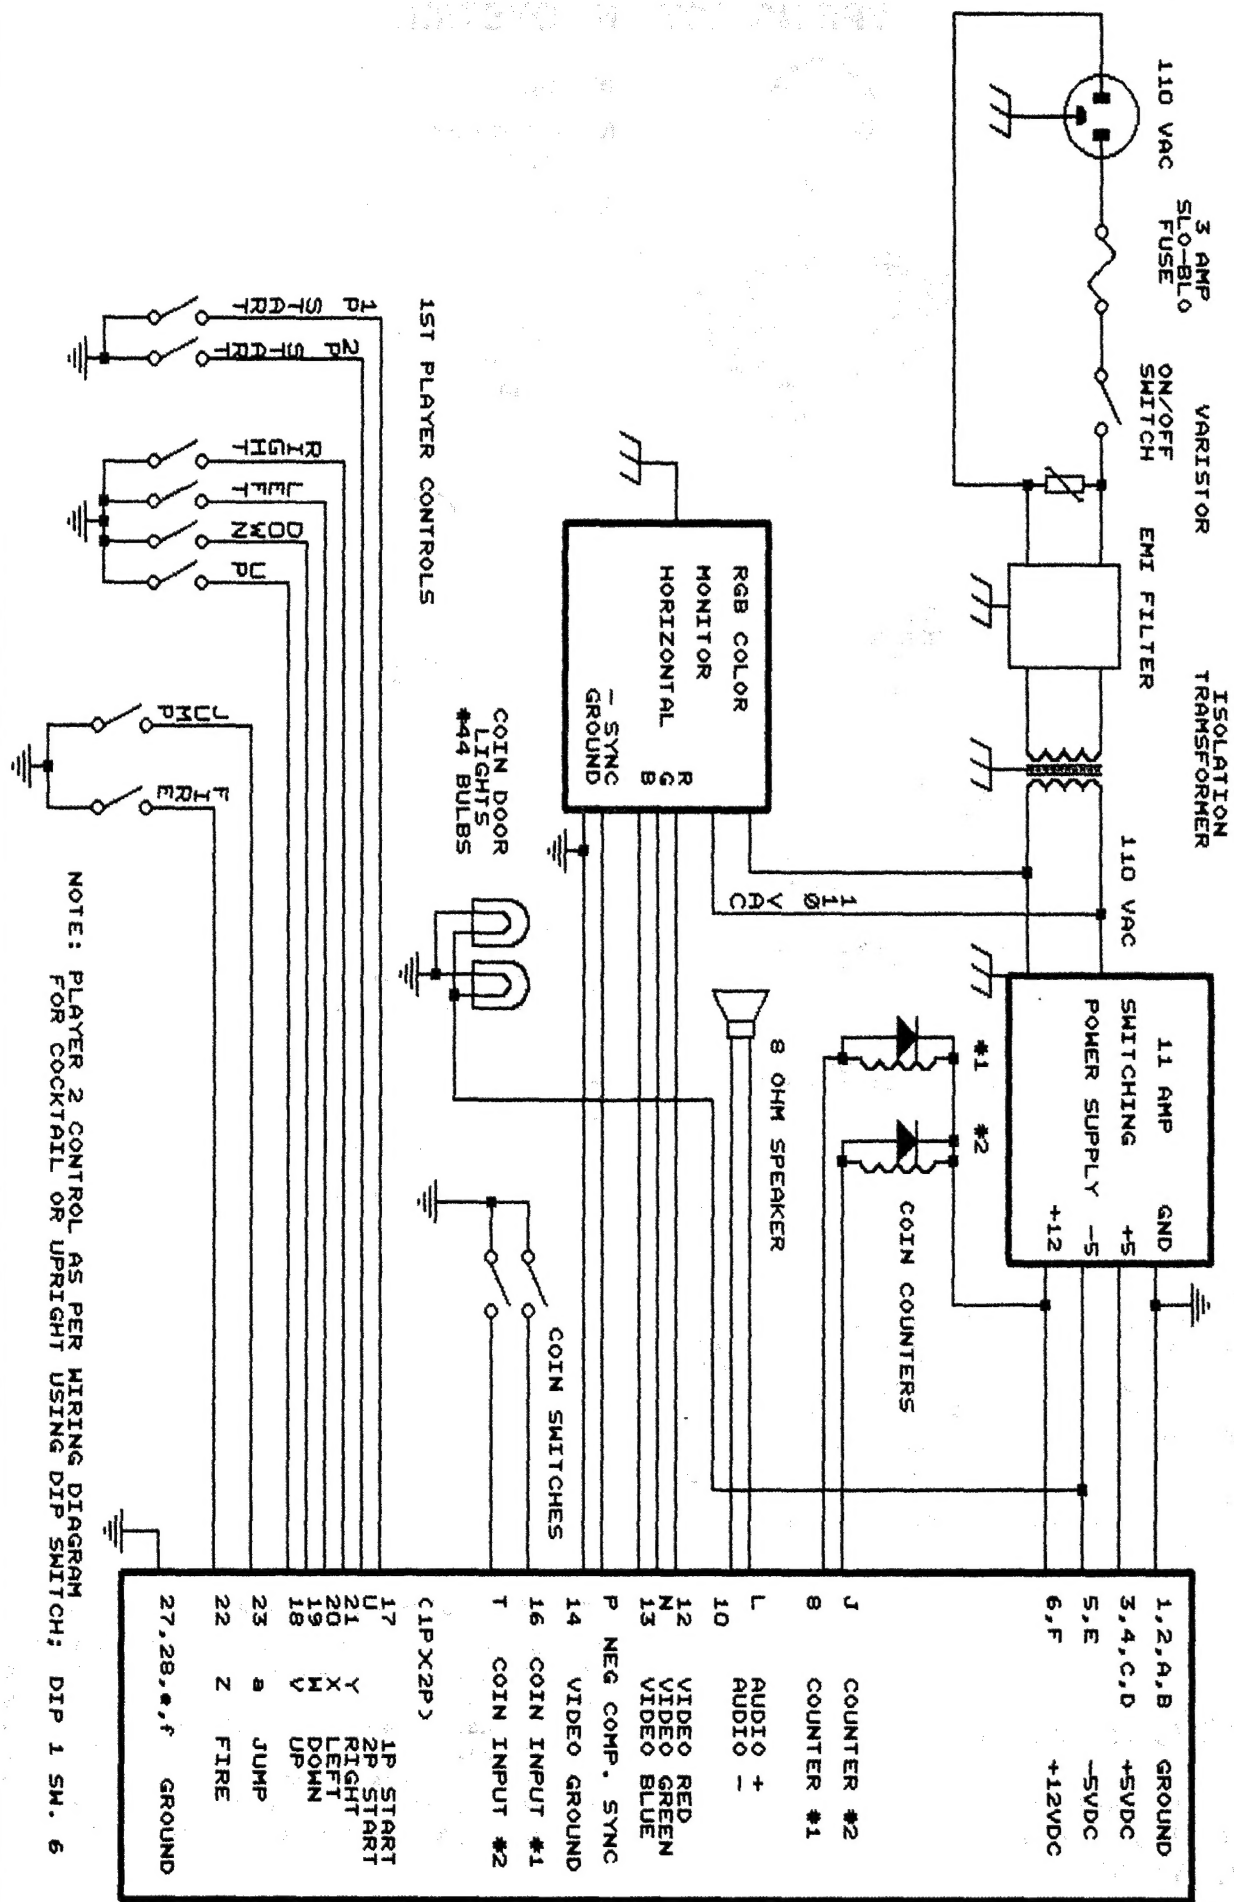 110 VAC
3 AMP
SLO-BLO
FUSE
ON/OFF
SWITCH
VARISTOR
EMI FILTER
ISOLATION
TRAMSFORMER
110 VAC
11 AMP
SWITCHING
POWER SUPPLY
GND
+5
-5
+12
110 VAC
RGB COLOR
MONITOR
HORIZONTAL
R
G
B
- SYNC
GROUND
#1
#2
COIN COUNTERS
8 OHM SPEAKER
COIN DOOR
LIGHTS
#44 BULBS
COIN SWITCHES
1ST PLAYER CONTROLS
1P START
2P START
RIGHT
LEFT
DOWN
UP
JUMP
FIRE
1,2,A,B GROUND
3,4,C,D +5VDC
5,E -5VDC
6,F +12VDC
J COUNTER #2
8 COUNTER #1
L AUDIO +
10 AUDIO -
12 VIDEO RED
N VIDEO GREEN
13 VIDEO BLUE
P NEG COMP. SYNC
14 VIDEO GROUND
16 COIN INPUT #1
T COIN INPUT #2
(1PX2P)
17 1P START
U 2P START
21 Y RIGHT
20 X LEFT
19 W DOWN
18 V UP
23 a JUMP
22 Z FIRE
27,28,e,f GROUND
NOTE: PLAYER 2 CONTROL AS PER WIRING DIAGRAM
FOR COCKTAIL OR UPRIGHT USING DIP SWITCH; DIP 1 SW. 6